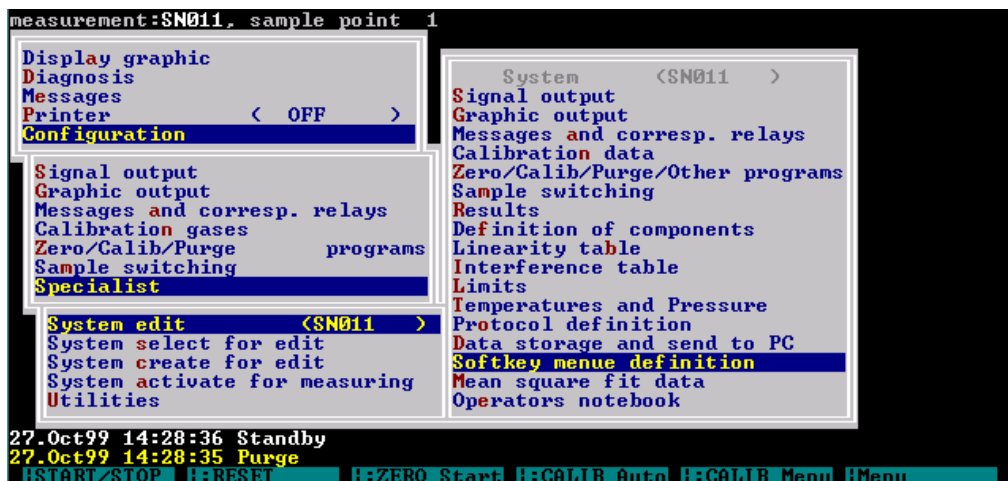 measurement:SN011, sample point 1
Display graphic
Diagnosis
Messages
Printer < OFF >
Configuration
Signal output
Graphic output
Messages and corresp. relays
Calibration gases
Zero/Calib/Purge programs
Sample switching
Specialist
System edit <SN011 >
System select for edit
System create for edit
System activate for measuring
Utilities
System <SN011 >
Signal output
Graphic output
Messages and corresp. relays
Calibration data
Zero/Calib/Purge/Other programs
Sample switching
Results
Definition of components
Linearity table
Interference table
Limits
Temperatures and Pressure
Protocol definition
Data storage and send to PC
Softkey menue definition
Mean square fit data
Operators notebook
27.Oct99 14:28:36 Standby
27.Oct99 14:28:35 Purge
START/STOP RESET ZERO Start CALIB Auto CALIB Menu Menu